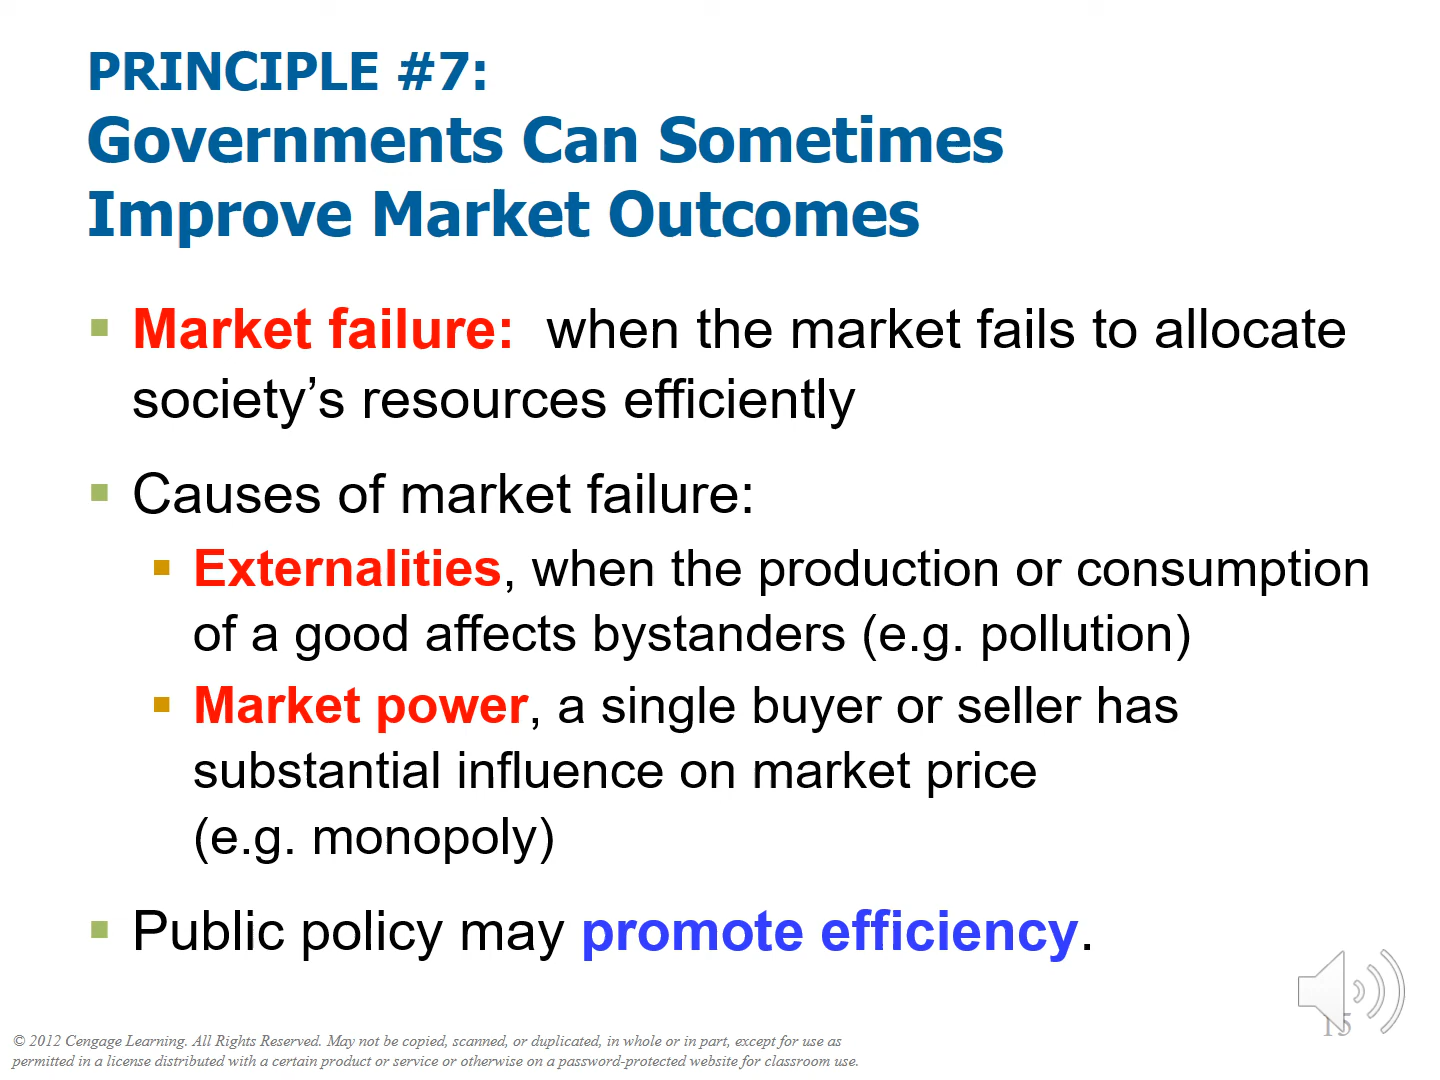 PRINCIPLE #7:
Governments Can Sometimes
Improve Market Outcomes
Market failure: when the market fails to allocate
society’s resources efficiently
Causes of market failure:
Externalities, when the production or consumption
of a good affects bystanders (e.g. pollution)
Market power, a single buyer or seller has
substantial influence on market price
(e.g. monopoly)
Public policy may promote efficiency.
15
© 2012 Cengage Learning. All Rights Reserved. May not be copied, scanned, or duplicated, in whole or in part, except for use as
permitted in a license distributed with a certain product or service or otherwise on a password-protected website for classroom use.